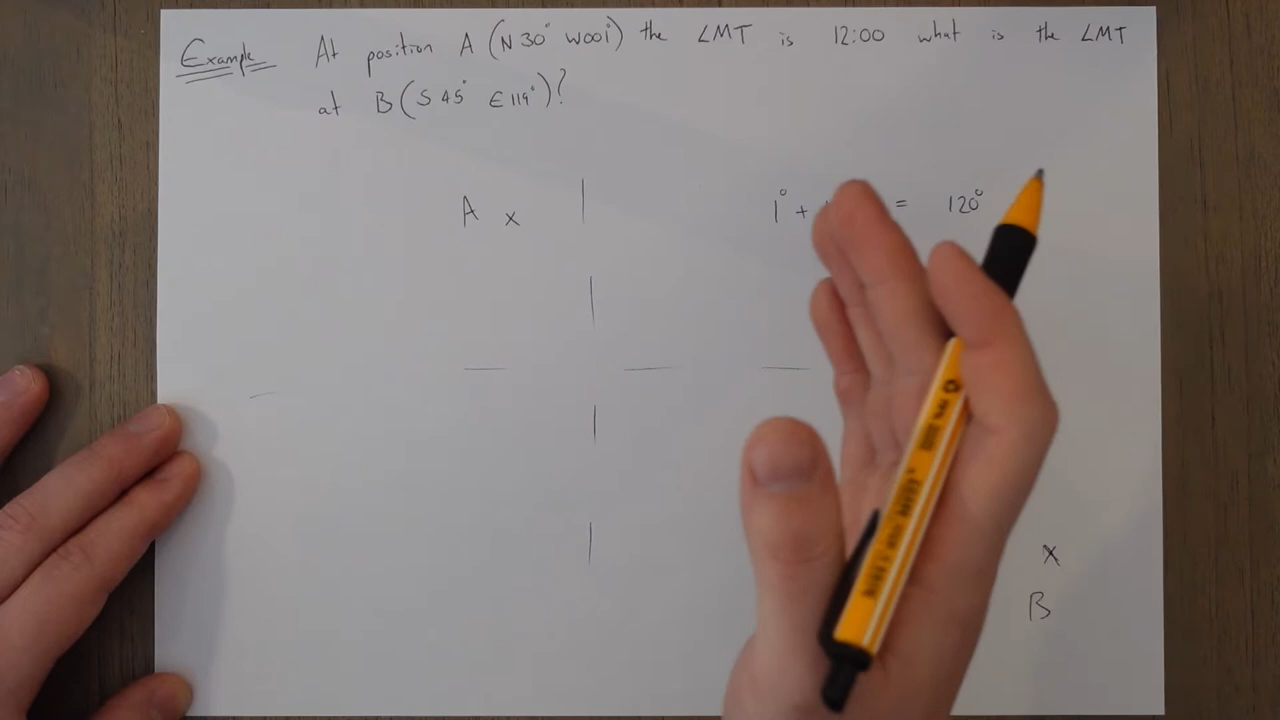 Example At position A (N 30° W001°) the LMT is 12:00 what is the LMT
at B (S 45° E 119°)?
A x
1° + = 120°
x
B